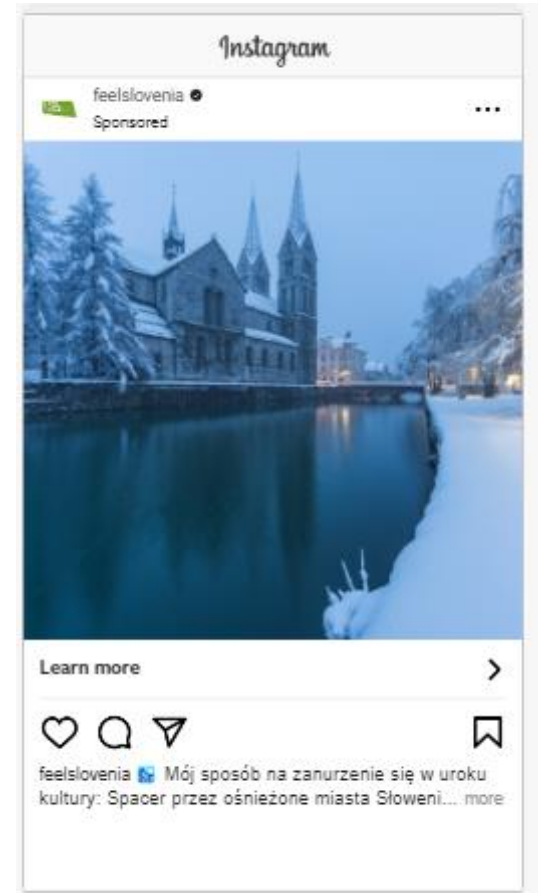 Instagram
feelslovenia
Sponsored
Learn more
feelslovenia Mój sposób na zanurzenie się w uroku
kultury: Spacer przez ośnieżone miasta Słoweni... more